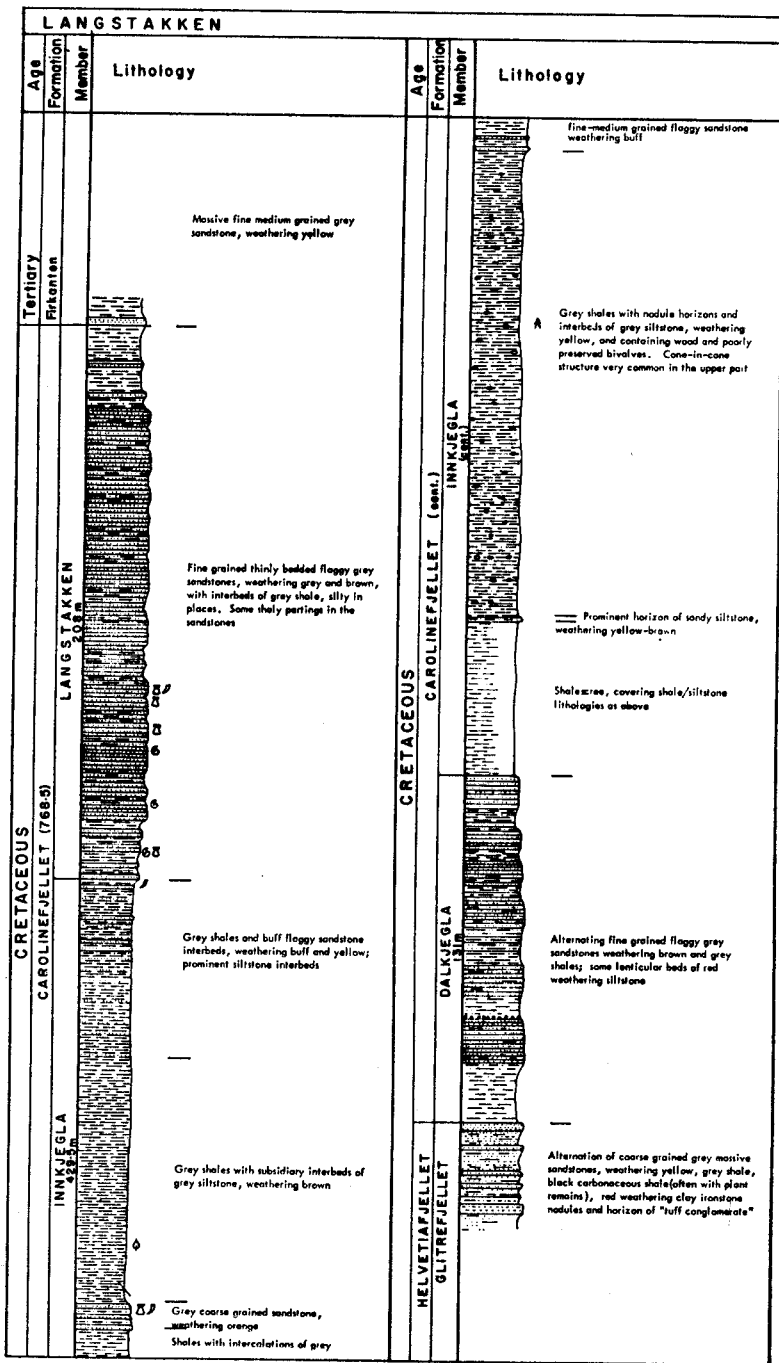 LANGSTAKKEN
Age
Formation
Member
Lithology
Tertiary
Firkanten
Massive fine medium grained grey
sandstone, weathering yellow
CRETACEOUS
CAROLINEFJELLET (768·5)
LANGSTAKKEN
208m
Fine grained thinly bedded flaggy grey
sandstones, weathering grey and brown,
with interbeds of grey shale, silty in
places. Some shaly partings in the
sandstones
INNKJEGLA
429·5m
Grey shales and buff flaggy sandstone
interbeds, weathering buff and yellow;
prominent siltstone interbeds
Grey shales with subsidiary interbeds of
grey siltstone, weathering brown
Grey coarse grained sandstone,
weathering orange
Shales with intercalations of grey
Age
Formation
Member
Lithology
fine-medium grained flaggy sandstone
weathering buff
CRETACEOUS
CAROLINEFJELLET (cont.)
INNKJEGLA
(cont.)
Grey shales with nodule horizons and
interbeds of grey siltstone, weathering
yellow, and containing wood and poorly
preserved bivalves. Cone-in-cone
structure very common in the upper part
Prominent horizon of sandy siltstone,
weathering yellow-brown
Shale scree, covering shale/siltstone
lithologies as above
DALKJEGLA
131m
Alternating fine grained flaggy grey
sandstones weathering brown and grey
shales; some lenticular beds of red
weathering siltstone
HELVETIAFJELLET
GLITREFJELLET
Alternation of coarse grained grey massive
sandstones, weathering yellow, grey shale,
black carbonaceous shale(often with plant
remains), red weathering clay ironstone
nodules and horizon of "tuff conglomerate"